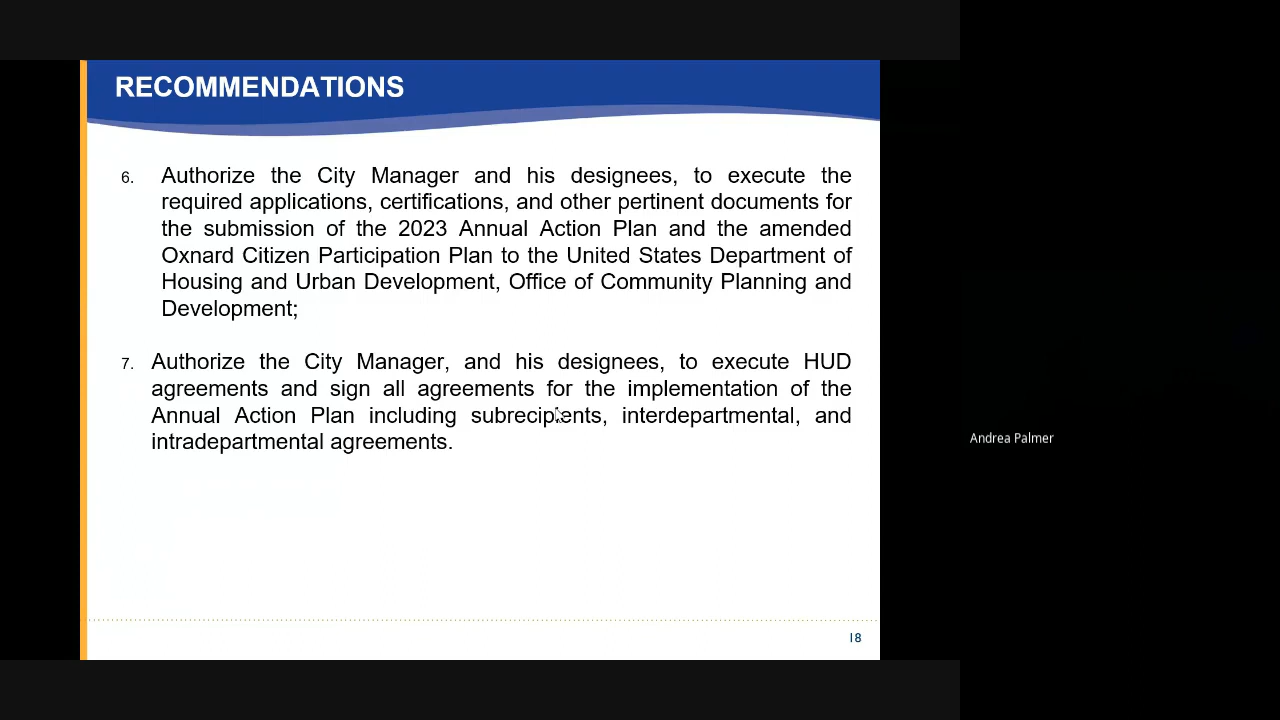 RECOMMENDATIONS
6. Authorize the City Manager and his designees, to execute the
required applications, certifications, and other pertinent documents for
the submission of the 2023 Annual Action Plan and the amended
Oxnard Citizen Participation Plan to the United States Department of
Housing and Urban Development, Office of Community Planning and
Development;
7. Authorize the City Manager, and his designees, to execute HUD
agreements and sign all agreements for the implementation of the
Annual Action Plan including subrecipients, interdepartmental, and
intradepartmental agreements.
18
Andrea Palmer